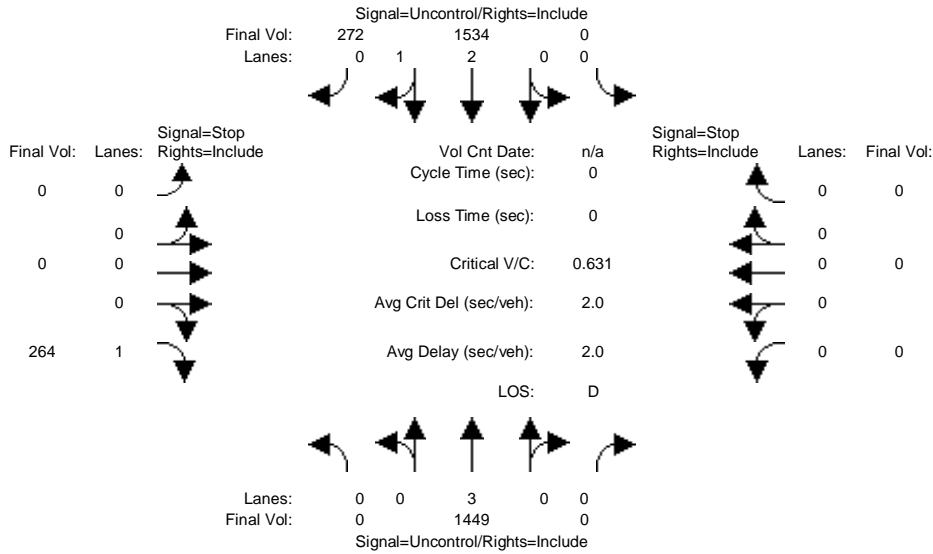 Signal=Uncontrol/Rights=Include
Final Vol: 272 1534 0
Lanes: 0 1 2 0 0
Signal=Stop Signal=Stop
Final Vol: Lanes: Rights=Include Vol Cnt Date: n/a Rights=Include Lanes: Final Vol:
Cycle Time (sec): 0
0 0 0 0
Loss Time (sec): 0
0 0
0 0 Critical V/C: 0.631 0 0
0 Avg Crit Del (sec/veh): 2.0 0
264 1 Avg Delay (sec/veh): 2.0 0 0
LOS: D
Lanes: 0 0 3 0 0
Final Vol: 0 1449 0
Signal=Uncontrol/Rights=Include